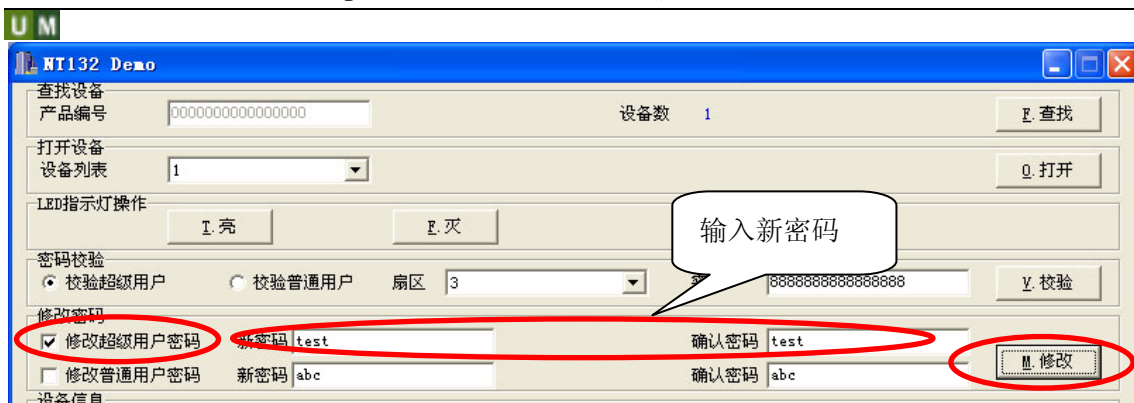 U M
NT132 Demo
查找设备
产品编号 0000000000000000 设备数 1 F.查找
打开设备
设备列表 1 O.打开
LED指示灯操作
T.亮 F.灭
输入新密码
密码校验
校验超级用户 校验普通用户 扇区 3 8888888888888888 V.校验
修改密码
修改超级用户密码 新密码 test 确认密码 test
M.修改
修改普通用户密码 新密码 abc 确认密码 abc
设备信息